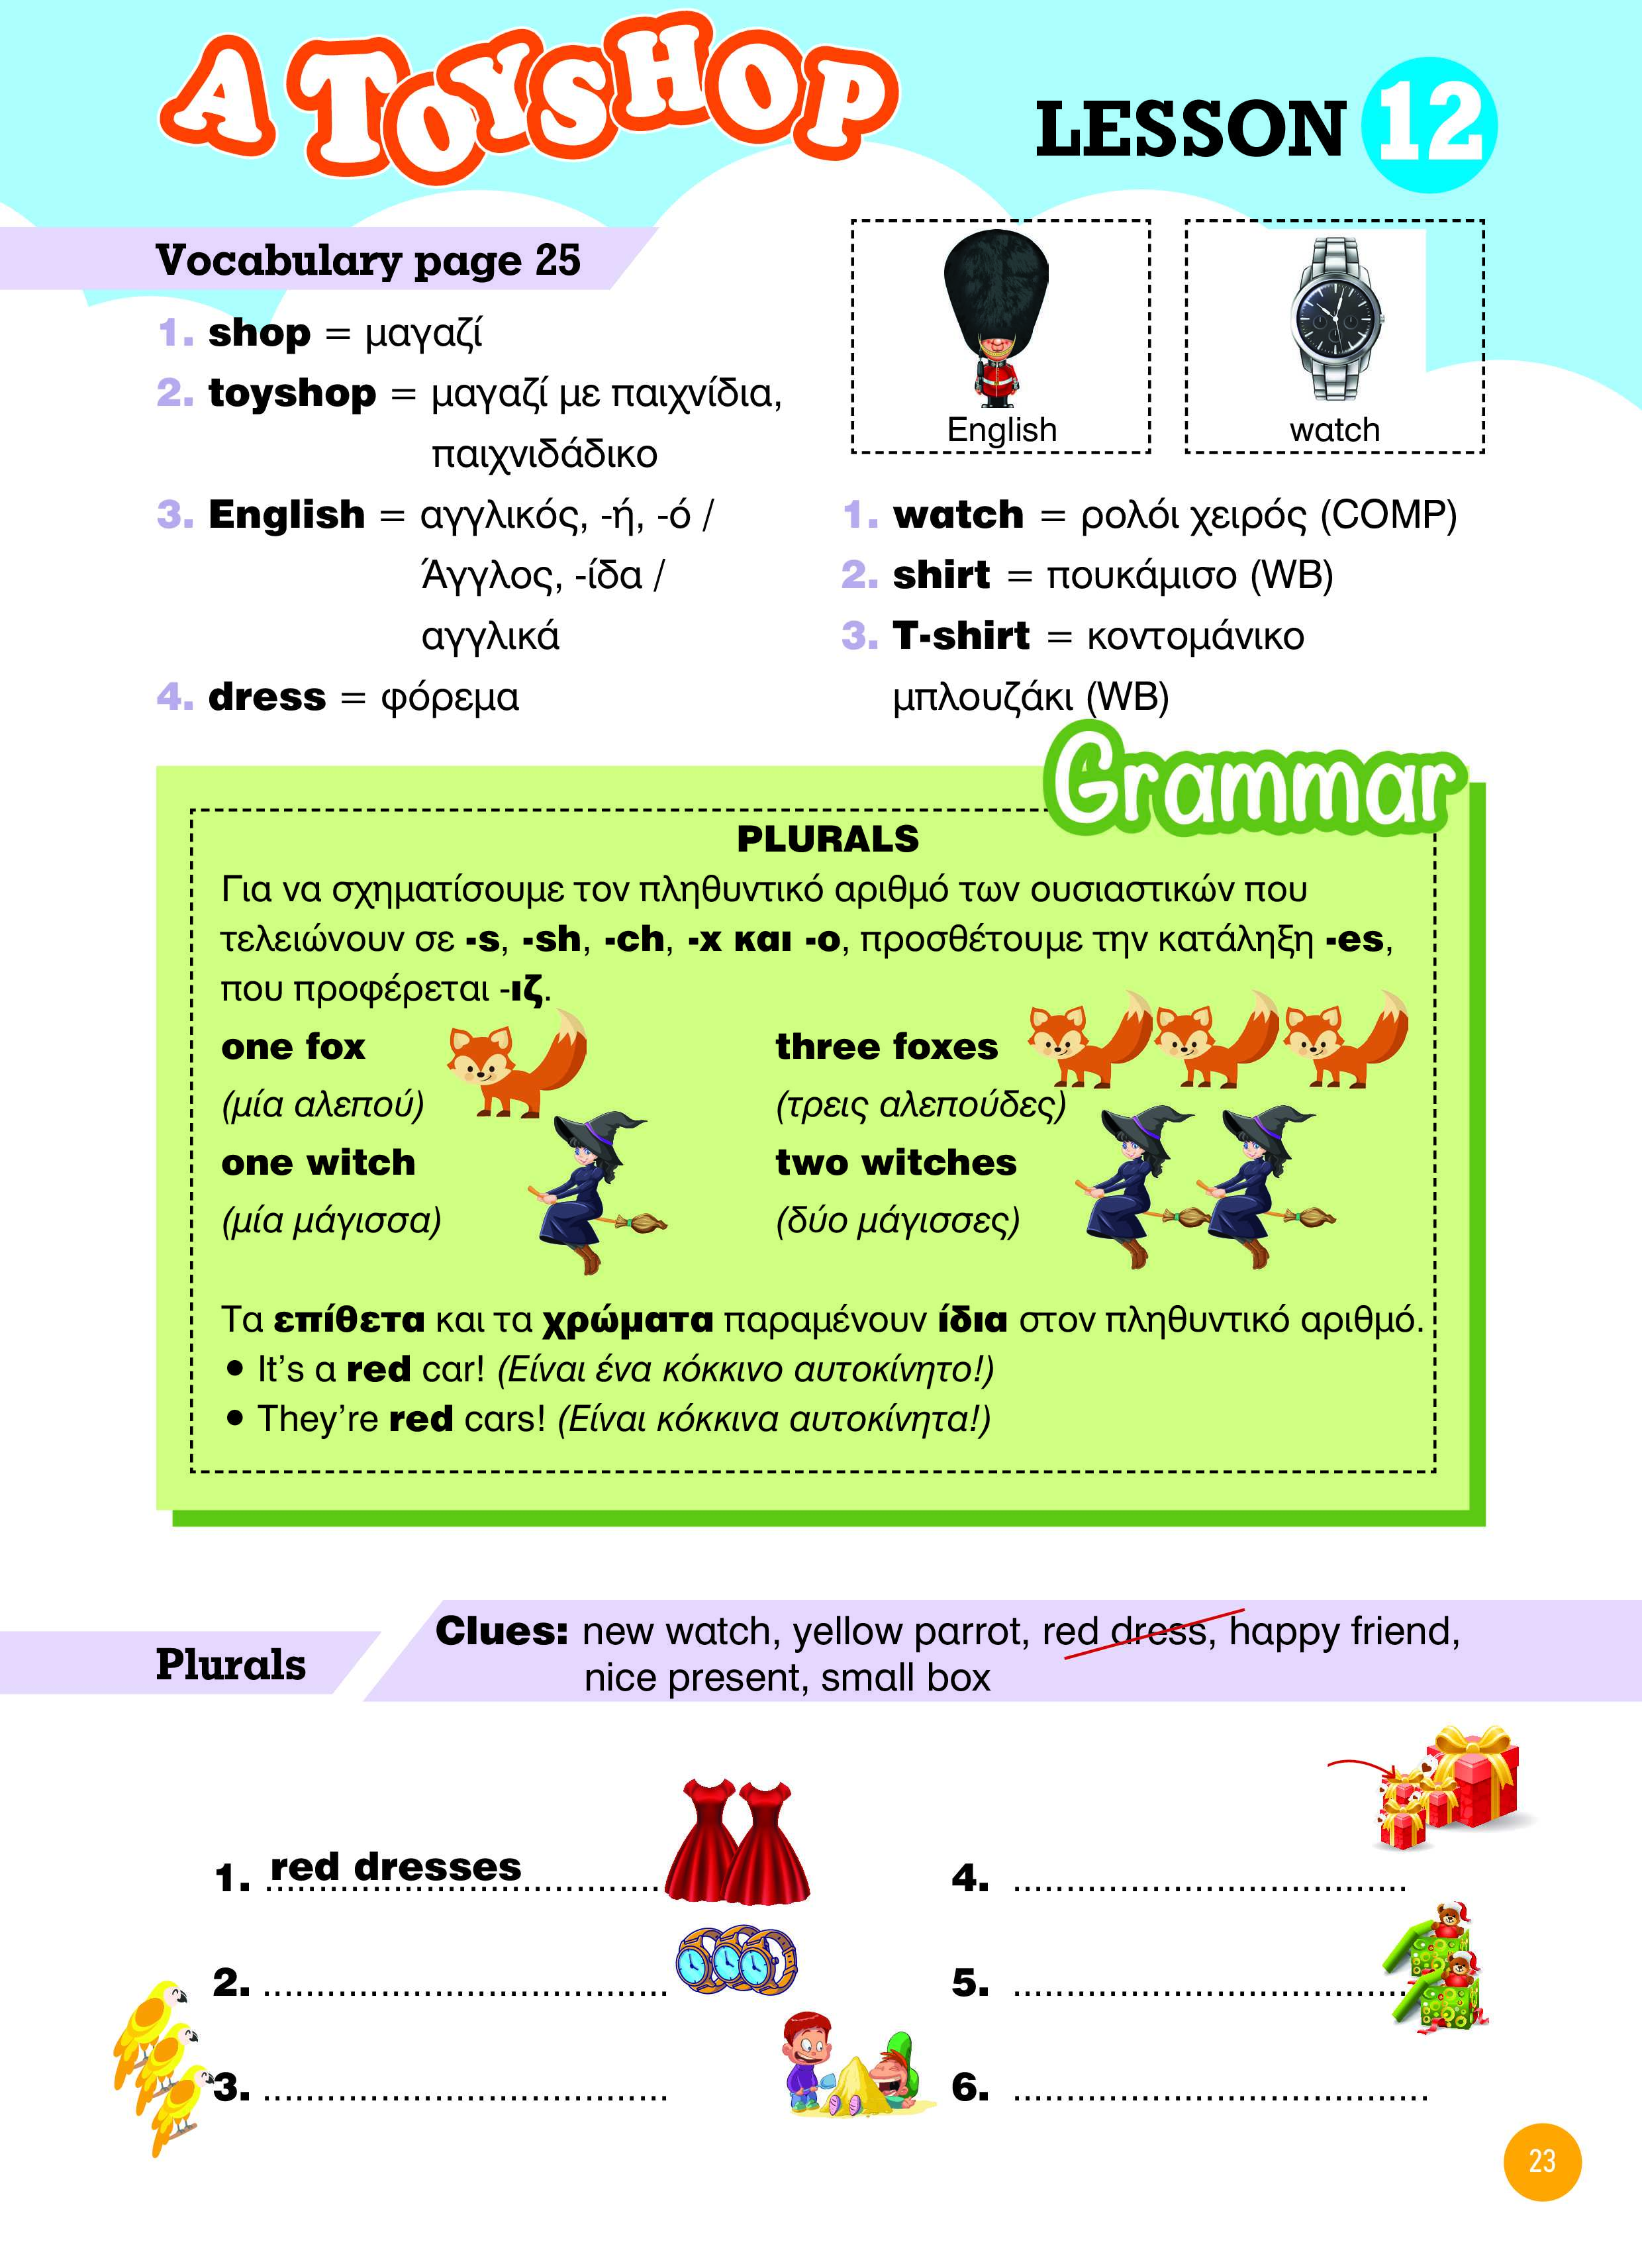 A TOYSHOP
LESSON 12
Vocabulary page 25
1. shop = μαγαζί
2. toyshop = μαγαζί με παιχνίδια,
παιχνιδάδικο
3. English = αγγλικός, -ή, -ό /
Άγγλος, -ίδα /
αγγλικά
4. dress = φόρεμα
English
watch
1. watch = ρολόι χειρός (COMP)
2. shirt = πουκάμισο (WB)
3. T-shirt = κοντομάνικο
μπλουζάκι (WB)
Grammar
PLURALS
Για να σχηματίσουμε τον πληθυντικό αριθμό των ουσιαστικών που
τελειώνουν σε -s, -sh, -ch, -x και -o, προσθέτουμε την κατάληξη -es,
που προφέρεται -ιζ.
one fox
three foxes
(μία αλεπού)
(τρεις αλεπούδες)
one witch
two witches
(μία μάγισσα)
(δύο μάγισσες)
Τα επίθετα και τα χρώματα παραμένουν ίδια στον πληθυντικό αριθμό.
• It's a red car! (Είναι ένα κόκκινο αυτοκίνητο!)
• They're red cars! (Είναι κόκκινα αυτοκίνητα!)
Plurals
Clues: new watch, yellow parrot, red dress, happy friend,
nice present, small box
1. red dresses
2. ......................................
3. ......................................
4. .....................................
5. .....................................
6. .......................................
23